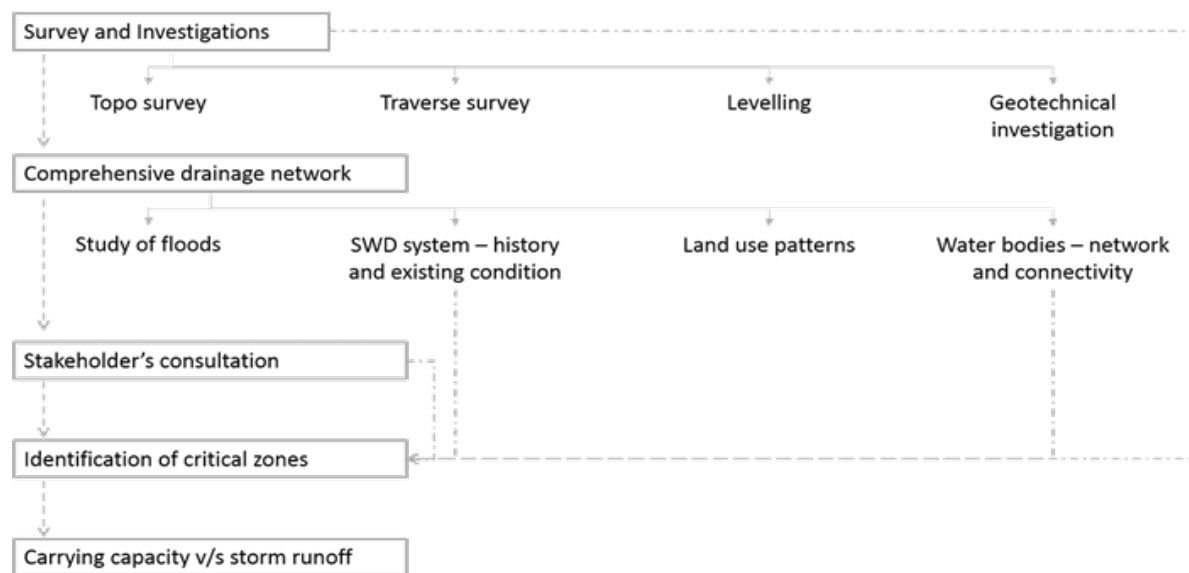 Survey and Investigations
Topo survey
Traverse survey
Levelling
Geotechnical
investigation
Comprehensive drainage network
Study of floods
SWD system – history
and existing condition
Land use patterns
Water bodies – network
and connectivity
Stakeholder’s consultation
Identification of critical zones
Carrying capacity v/s storm runoff